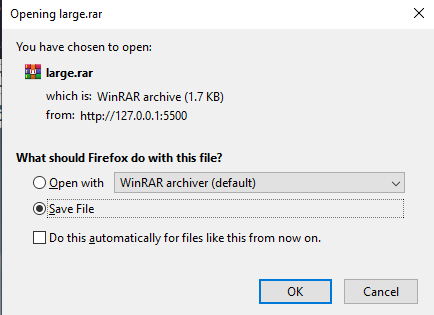 Opening large.rar
You have chosen to open:
large.rar
which is: WinRAR archive (1.7 KB)
from: http://127.0.0.1:5500
What should Firefox do with this file?
Open with WinRAR archiver (default)
Save File
Do this automatically for files like this from now on.
OK Cancel